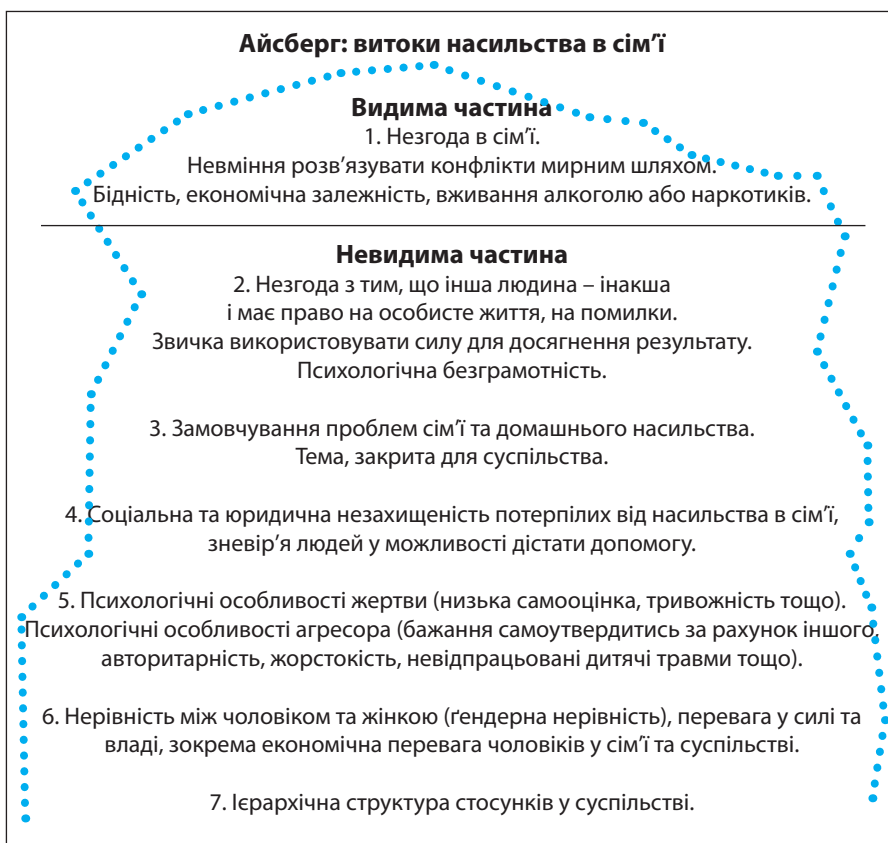 Айсберг: витоки насильства в сім’ї
Видима частина
1. Незгода в сім’ї.
Невміння розв’язувати конфлікти мирним шляхом.
Бідність, економічна залежність, вживання алкоголю або наркотиків.
Невидима частина
2. Незгода з тим, що інша людина – інакша
і має право на особисте життя, на помилки.
Звичка використовувати силу для досягнення результату.
Психологічна безграмотність.
3. Замовчування проблем сім’ї та домашнього насильства.
Тема, закрита для суспільства.
4. Соціальна та юридична незахищеність потерпілих від насильства в сім’ї,
зневір’я людей у можливості дістати допомогу.
5. Психологічні особливості жертви (низька самооцінка, тривожність тощо).
Психологічні особливості агресора (бажання самоутвердитись за рахунок іншого,
авторитарність, жорстокість, невідпрацьовані дитячі травми тощо).
6. Нерівність між чоловіком та жінкою (ґендерна нерівність), перевага у силі та
владі, зокрема економічна перевага чоловіків у сім’ї та суспільстві.
7. Ієрархічна структура стосунків у суспільстві.